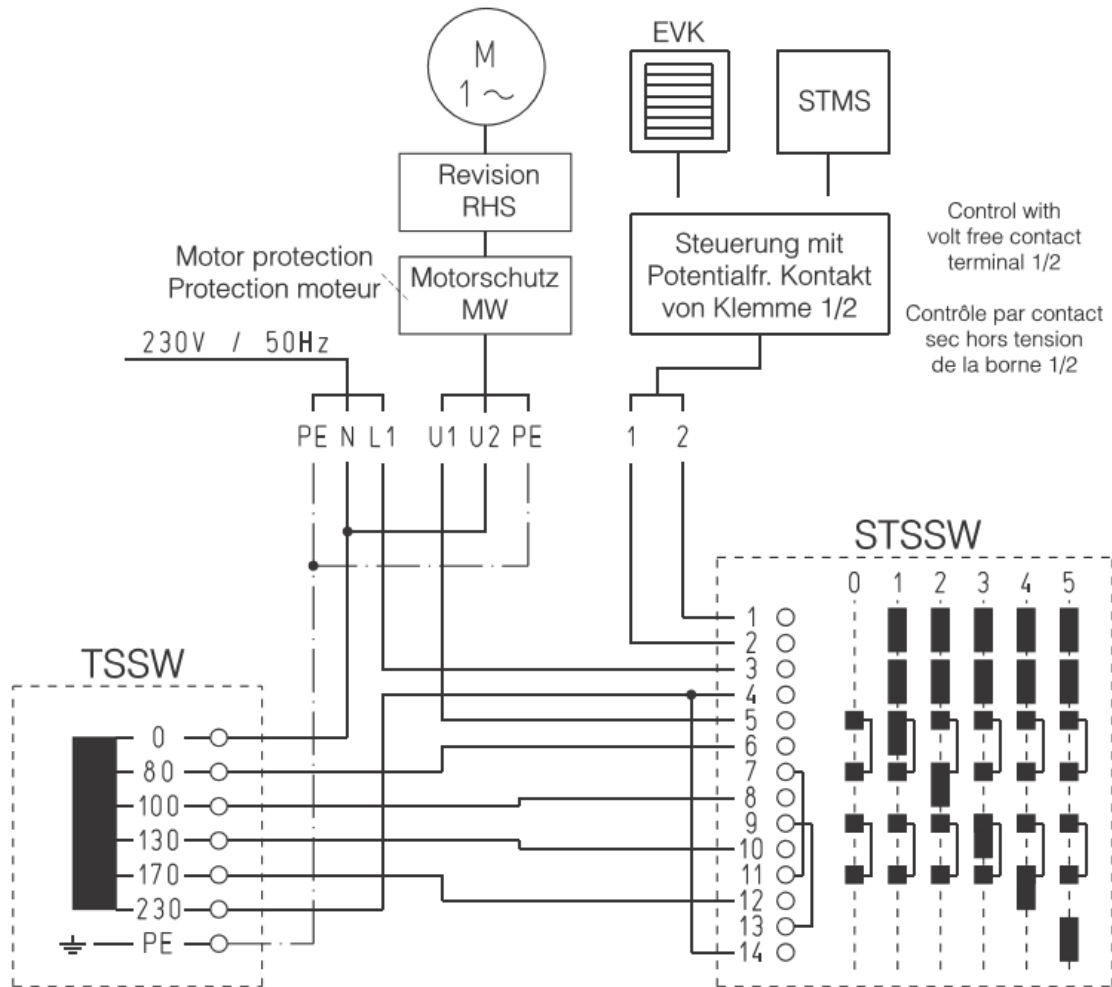 M
1 ~
EVK
STMS
Revision
RHS
Motor protection
Protection moteur
Motorschutz
MW
Steuerung mit
Potentialfr. Kontakt
von Klemme 1/2
Control with
volt free contact
terminal 1/2
Contrôle par contact
sec hors tension
de la borne 1/2
230V / 50Hz
PE N L1 U1 U2 PE 1 2
STSSW
0 1 2 3 4 5
1
2
3
4
5
6
7
8
9
10
11
12
13
14
TSSW
0
80
100
130
170
230
PE